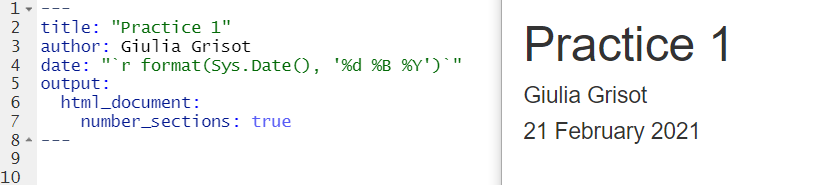 1 ---
2 title: "Practice 1"
3 author: Giulia Grisot
4 date: "`r format(Sys.Date(), '%d %B %Y')`"
5 output:
6   html_document:
7     number_sections: true
8 ---
9
10
Practice 1
Giulia Grisot
21 February 2021